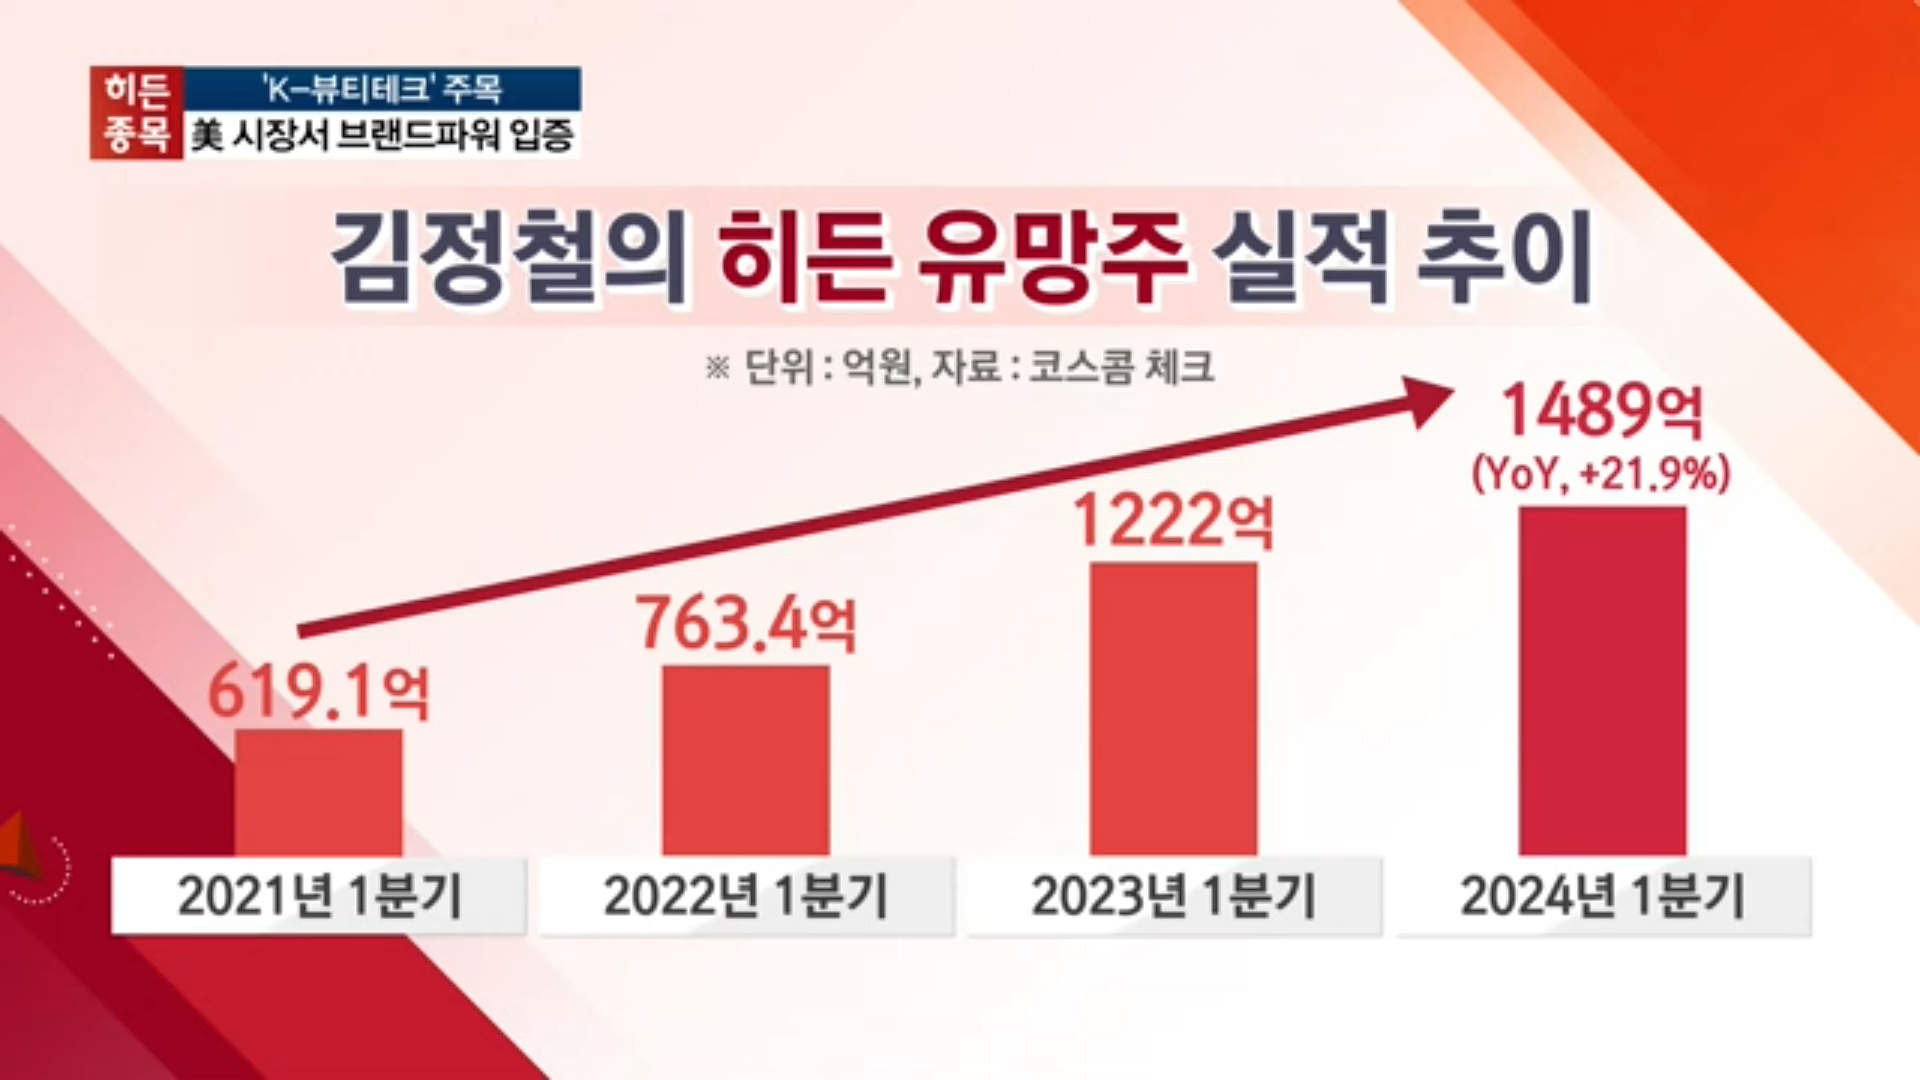 히든
종목
'K-뷰티테크' 주목
美 시장서 브랜드파워 입증
김정철의 히든 유망주 실적 추이
※ 단위 : 억원, 자료 : 코스콤 체크
619.1억
763.4억
1222억
1489억
(YoY, +21.9%)
2021년 1분기
2022년 1분기
2023년 1분기
2024년 1분기